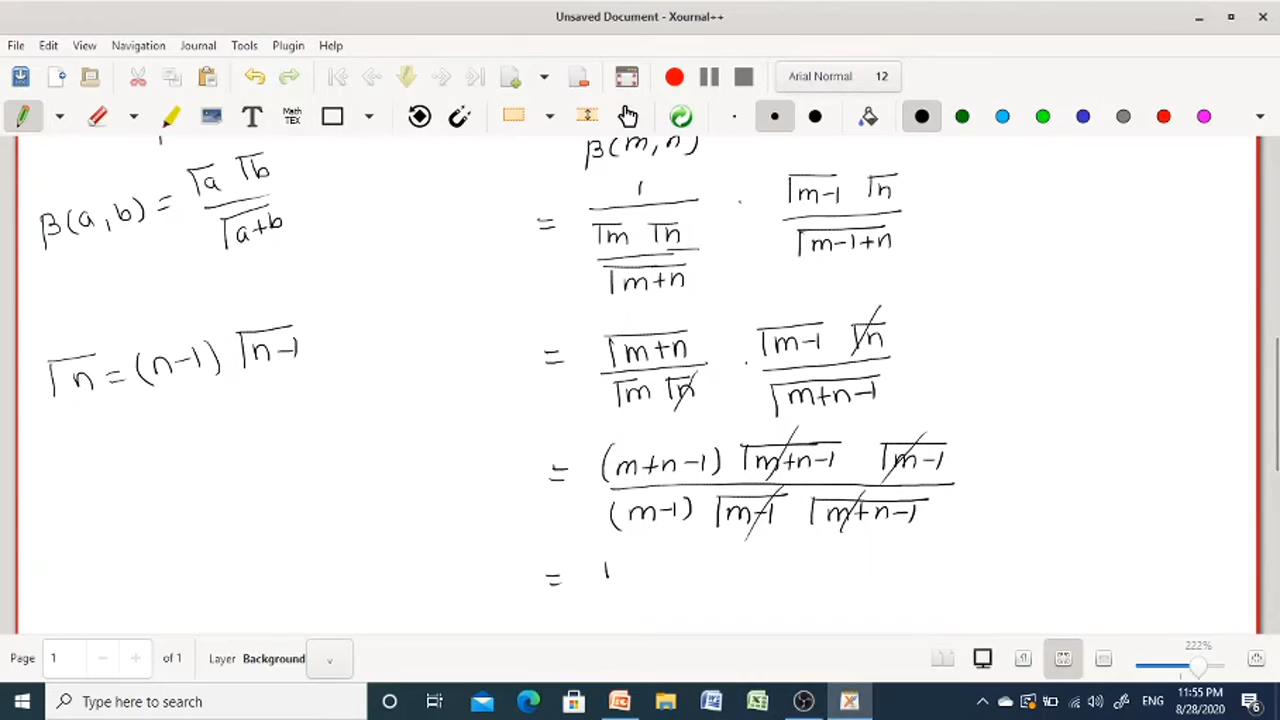 Unsaved Document - Xournal++
File Edit View Navigation Journal Tools Plugin Help
Arial Normal 12
T Math TEX
β(m,n)
β(a,b) = Γa Γb / Γa+b
= 1 / (Γm Γn / Γm+n) · Γm-1 Γn / Γm-1+n
Γn = (n-1) Γn-1
= Γm+n / Γm Γn · Γm-1 Γn / Γm+n-1
= (m+n-1) Γm+n-1 Γm-1 / (m-1) Γm-1 Γm+n-1
=
Page 1 of 1 Layer Background 222%
Type here to search
ENG 11:55 PM
8/28/2020 6